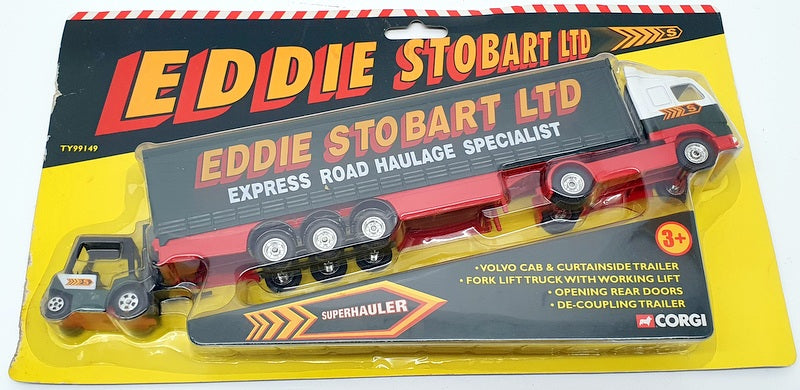 EDDIE STOBART LTD
S
TY99149
EDDIE STOBART LTD
EXPRESS ROAD HAULAGE SPECIALIST
S
S
3+
• VOLVO CAB & CURTAINSIDE TRAILER
• FORK LIFT TRUCK WITH WORKING LIFT
• OPENING REAR DOORS
• DE-COUPLING TRAILER
SUPERHAULER
CORGI